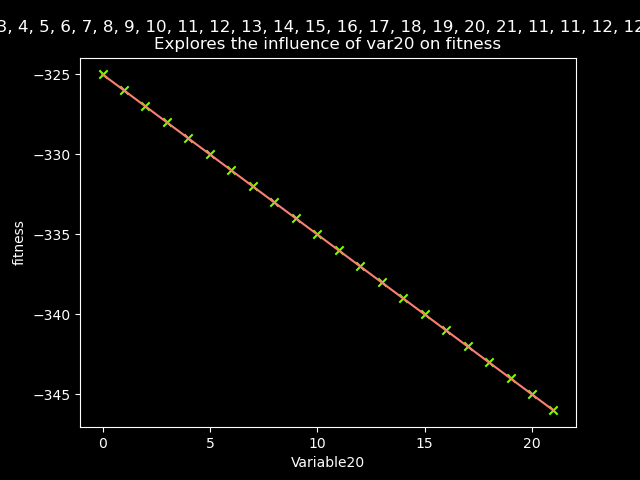 3, 4, 5, 6, 7, 8, 9, 10, 11, 12, 13, 14, 15, 16, 17, 18, 19, 20, 21, 11, 11, 12, 12
Explores the influence of var20 on fitness
−325
−330
−335
−340
−345
fitness
0 5 10 15 20
Variable20